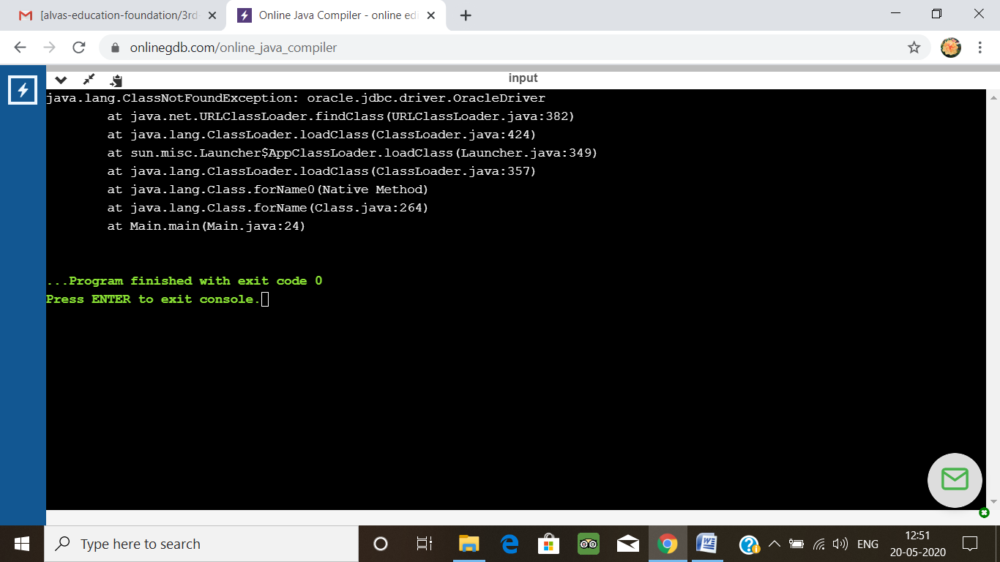 [alvas-education-foundation/3rd-
Online Java Compiler - online edi
onlinegdb.com/online_java_compiler
input
java.lang.ClassNotFoundException: oracle.jdbc.driver.OracleDriver
at java.net.URLClassLoader.findClass(URLClassLoader.java:382)
at java.lang.ClassLoader.loadClass(ClassLoader.java:424)
at sun.misc.Launcher$AppClassLoader.loadClass(Launcher.java:349)
at java.lang.ClassLoader.loadClass(ClassLoader.java:357)
at java.lang.Class.forName0(Native Method)
at java.lang.Class.forName(Class.java:264)
at Main.main(Main.java:24)
...Program finished with exit code 0
Press ENTER to exit console.
Type here to search
ENG
12:51
20-05-2020